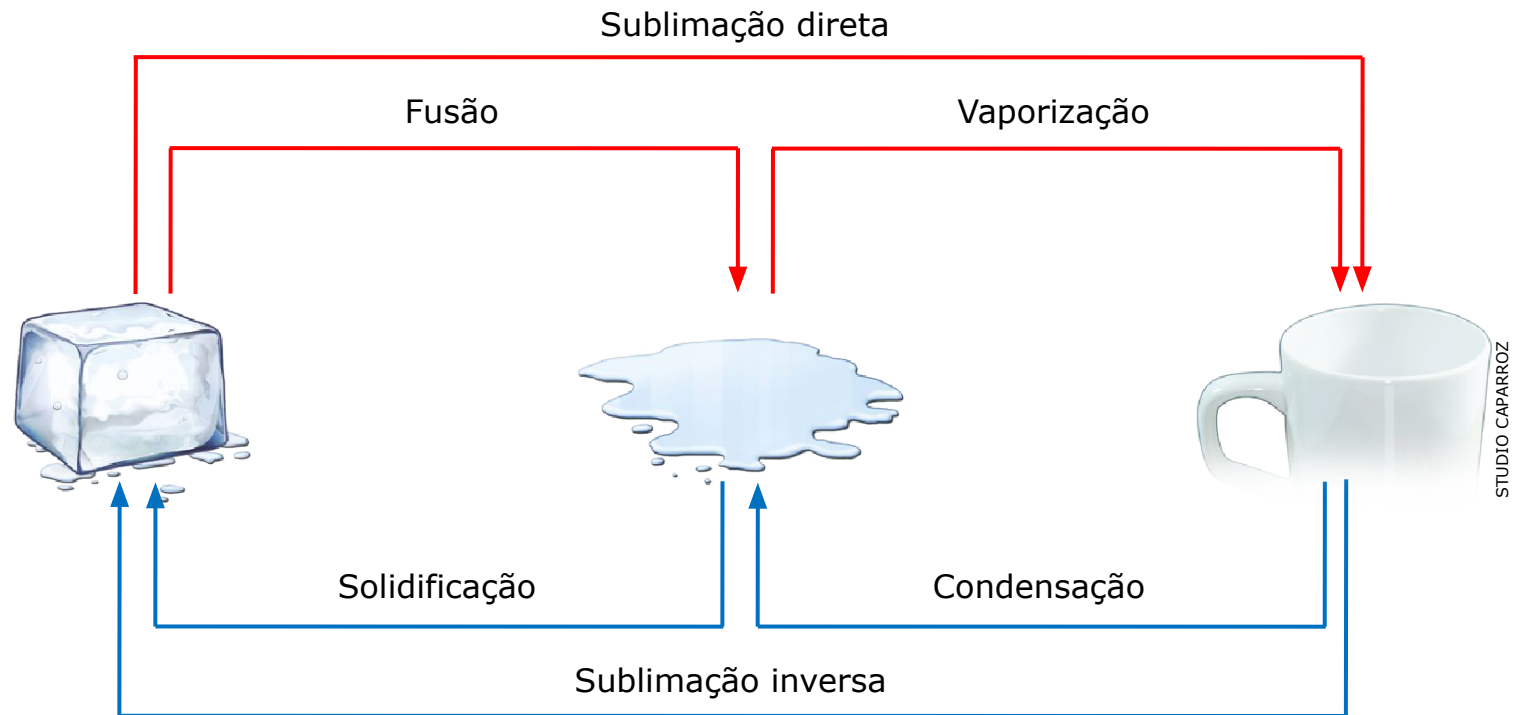 Sublimação direta
Fusão
Vaporização
STUDIO CAPARROZ
Solidificação
Condensação
Sublimação inversa